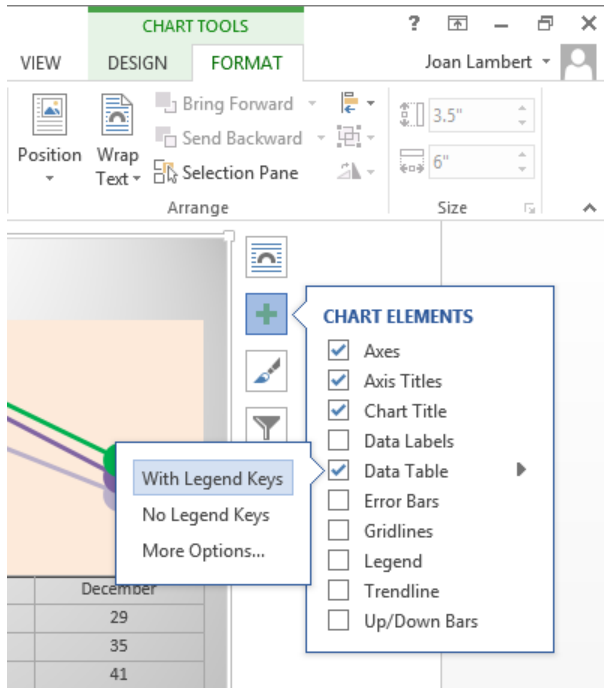 CHART TOOLS
?
VIEW DESIGN FORMAT Joan Lambert
Position
Wrap
Text
Bring Forward
Send Backward
Selection Pane
3.5"
6"
Arrange Size
CHART ELEMENTS
Axes
Axis Titles
Chart Title
Data Labels
Data Table
Error Bars
Gridlines
Legend
Trendline
Up/Down Bars
With Legend Keys
No Legend Keys
More Options...
December
29
35
41